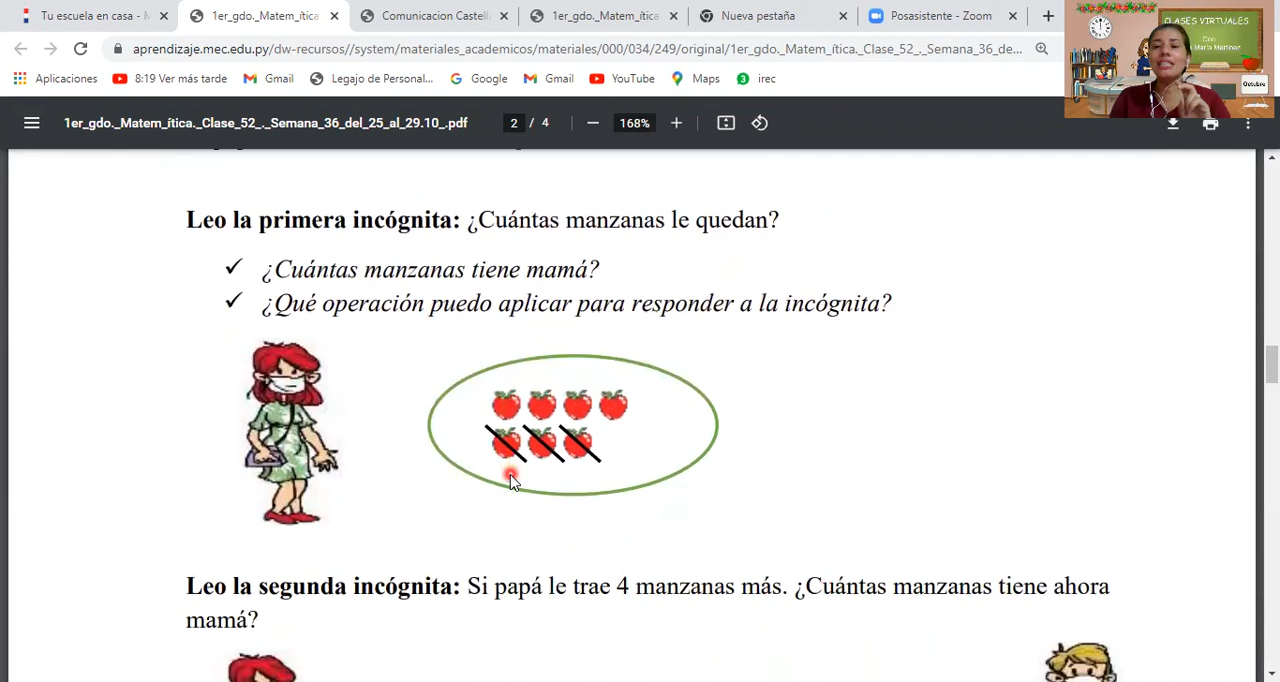 Tu escuela en casa - M
1er_gdo._Matem_ítica
Comunicacion Castell
1er_gdo._Matem_ítica
Nueva pestaña
Posasistente - Zoom
aprendizaje.mec.edu.py/dw-recursos//system/materiales_academicos/materiales/000/034/249/original/1er_gdo._Matem_ítica._Clase_52_._Semana_36_de...
Aplicaciones
8:19 Ver más tarde
Gmail
Legajo de Personal...
Google
Gmail
YouTube
Maps
irec
CLASES VIRTUALES
Con
María Martínez
Octubre
1er_gdo._Matem_ítica._Clase_52_._Semana_36_del_25_al_29.10_.pdf
2 / 4
168%
Leo la primera incógnita: ¿Cuántas manzanas le quedan?
✓ ¿Cuántas manzanas tiene mamá?
✓ ¿Qué operación puedo aplicar para responder a la incógnita?
Leo la segunda incógnita: Si papá le trae 4 manzanas más. ¿Cuántas manzanas tiene ahora
mamá?